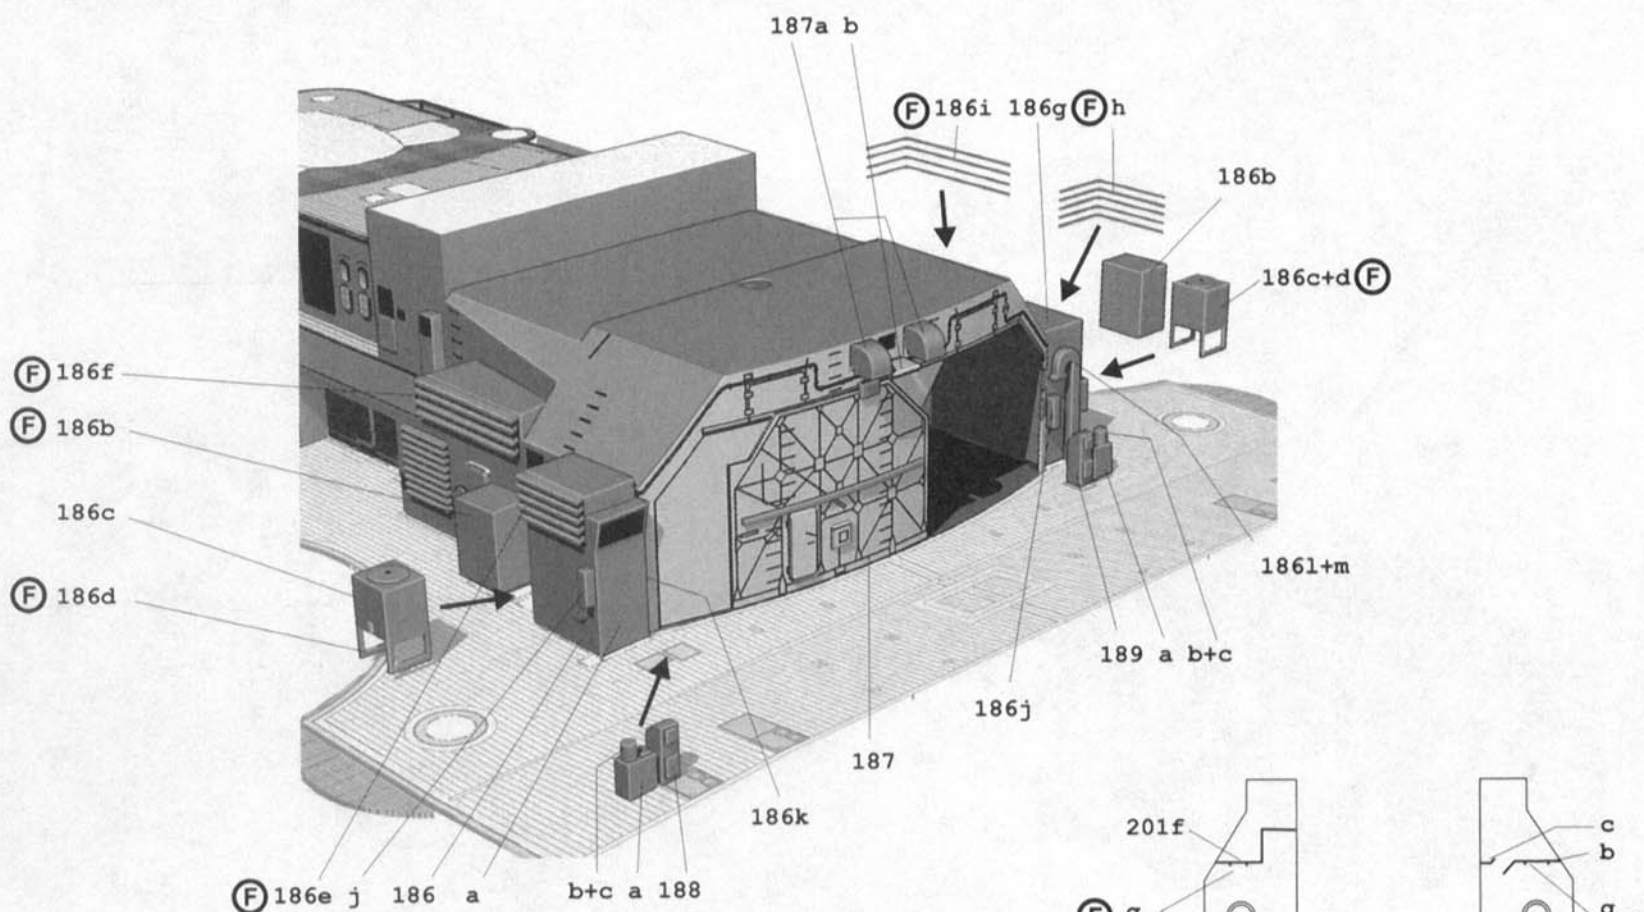 187a b
Ⓕ 186i 186g Ⓕ h
186b
186c+d Ⓕ
Ⓕ 186f
Ⓕ 186b
186c
Ⓕ 186d
186l+m
189 a b+c
186j
187
186k
201f
c
b
Ⓕ 186e j 186 a
b+c a 188
Ⓕ g
g